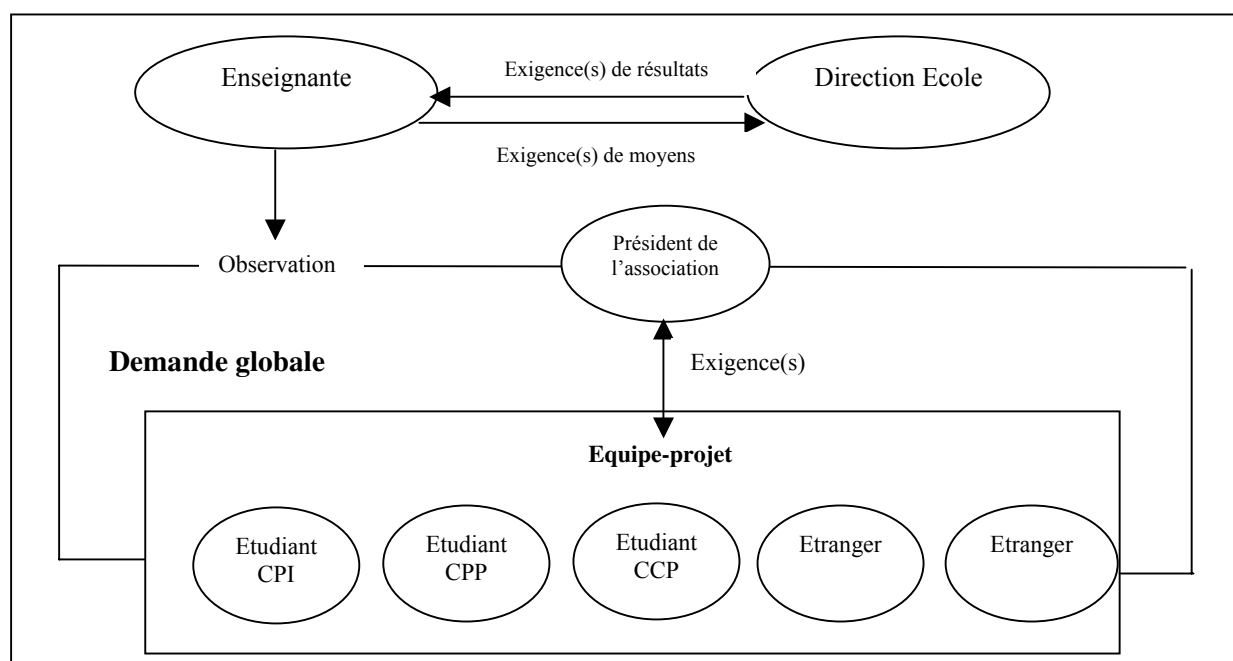 Enseignante
Exigence(s) de résultats
Direction Ecole
Exigence(s) de moyens
Observation
Président de
l'association
Demande globale
Exigence(s)
Equipe-projet
Etudiant
CPI
Etudiant
CPP
Etudiant
CCP
Etranger
Etranger